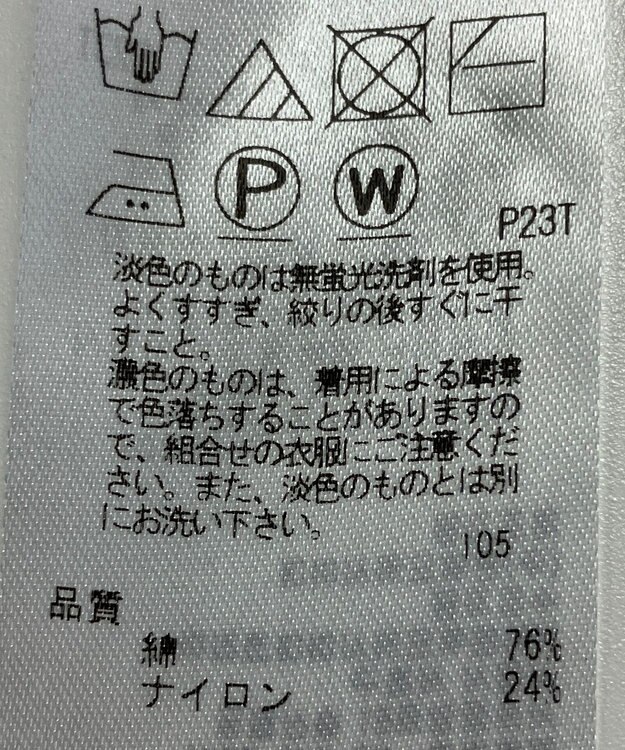 P
W
P23T
淡色のものは無蛍光洗剤を使用。
よくすすぎ、絞りの後すぐに干
すこと。
濃色のものは、着用による摩擦
で色落ちすることがありますの
で、組合せの衣服にご注意くだ
さい。また、淡色のものとは別
にお洗い下さい。
105
品質
綿 76%
ナイロン 24%